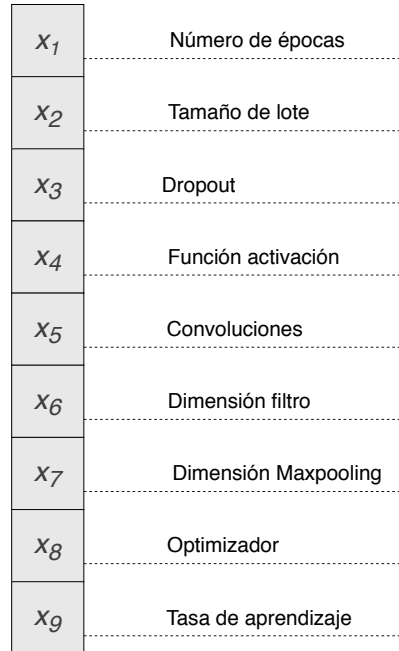 x1 Número de épocas
x2 Tamaño de lote
x3 Dropout
x4 Función activación
x5 Convoluciones
x6 Dimensión filtro
x7 Dimensión Maxpooling
x8 Optimizador
x9 Tasa de aprendizaje